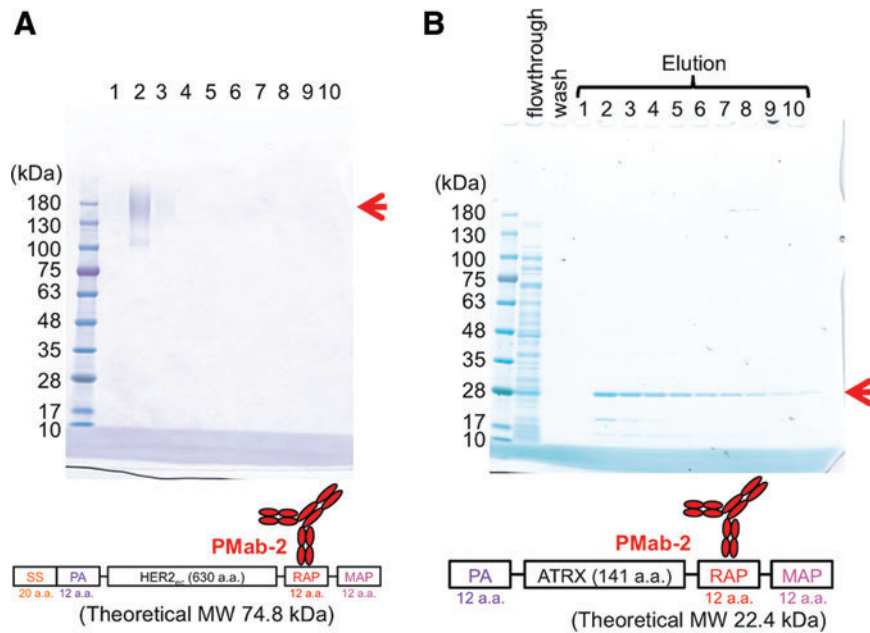 A
1 2 3 4 5 6 7 8 9 10
(kDa)
180
130
100
75
63
48
35
28
17
10
PMab-2
SS PA HER2ec (630 a.a.) RAP MAP
20 a.a. 12 a.a. 12 a.a. 12 a.a.
(Theoretical MW 74.8 kDa)
B
flowthrough
wash
Elution
1 2 3 4 5 6 7 8 9 10
(kDa)
180
130
100
75
63
48
35
28
17
10
PMab-2
PA ATRX (141 a.a.) RAP MAP
12 a.a. 12 a.a. 12 a.a.
(Theoretical MW 22.4 kDa)